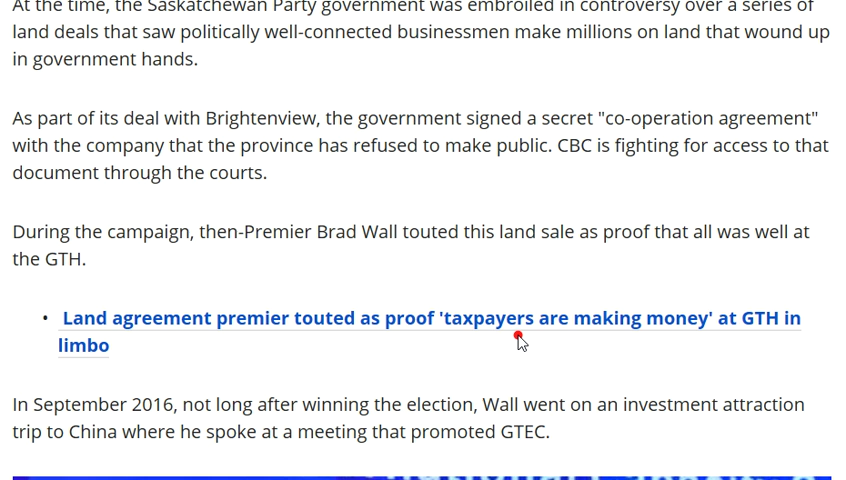 At the time, the Saskatchewan Party government was embroiled in controversy over a series of
land deals that saw politically well-connected businessmen make millions on land that wound up
in government hands.
As part of its deal with Brightenview, the government signed a secret "co-operation agreement"
with the company that the province has refused to make public. CBC is fighting for access to that
document through the courts.
During the campaign, then-Premier Brad Wall touted this land sale as proof that all was well at
the GTH.
• Land agreement premier touted as proof 'taxpayers are making money' at GTH in
limbo
In September 2016, not long after winning the election, Wall went on an investment attraction
trip to China where he spoke at a meeting that promoted GTEC.